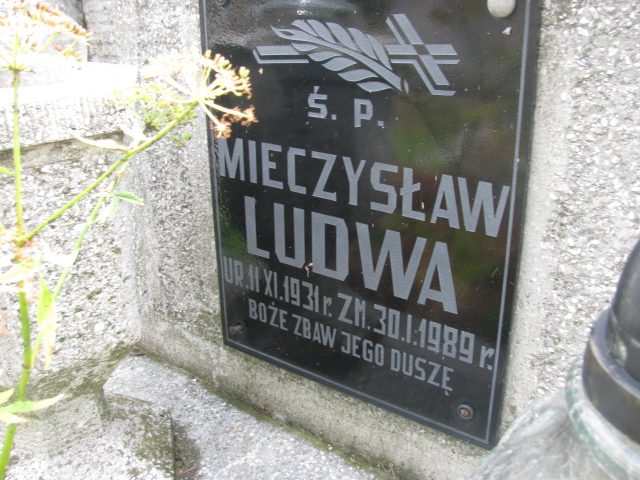 Ś. P.
MIECZYSŁAW
LUDWA
UR. 11 XI. 1931 r. ZM. 30. I. 1989 r.
BOŻE ZBAW JEGO DUSZĘ